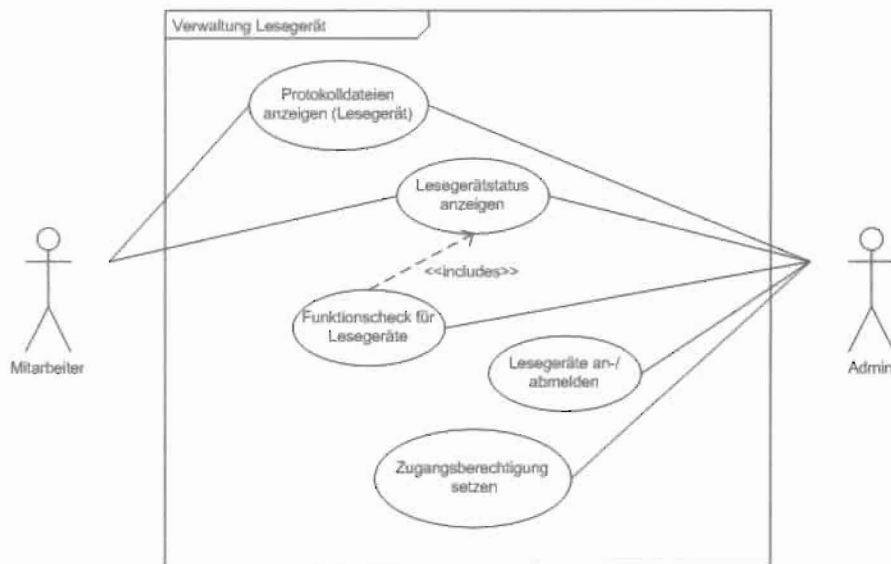 Verwaltung Lesegerät
Protokolldateien
anzeigen (Lesegerät)
Lesegerätstatus
anzeigen
<<includes>>
Funktionscheck für
Lesegeräte
Mitarbeiter
Lesegeräte an-/
abmelden
Admin
Zugangsberechtigung
setzen